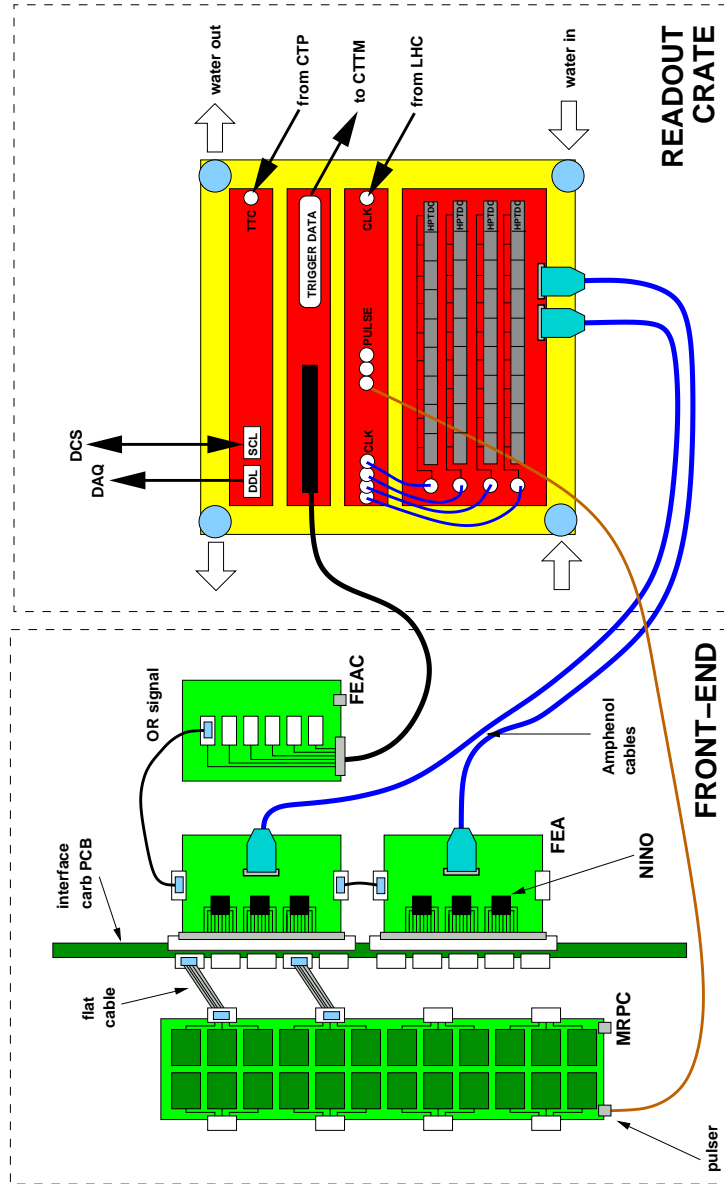 water out
from CTP
to CTTM
from LHC
water in
READOUT
CRATE
TTC
TRIGGER DATA
CLK
HPTDC
HPTDC
HPTDC
HPTDC
PULSE
DCS
DAQ
SCL
DDL
CLK
OR signal
FEAC
Amphenol
cables
FRONT–END
interface
carb PCB
FEA
NINO
flat
cable
MRPC
pulser